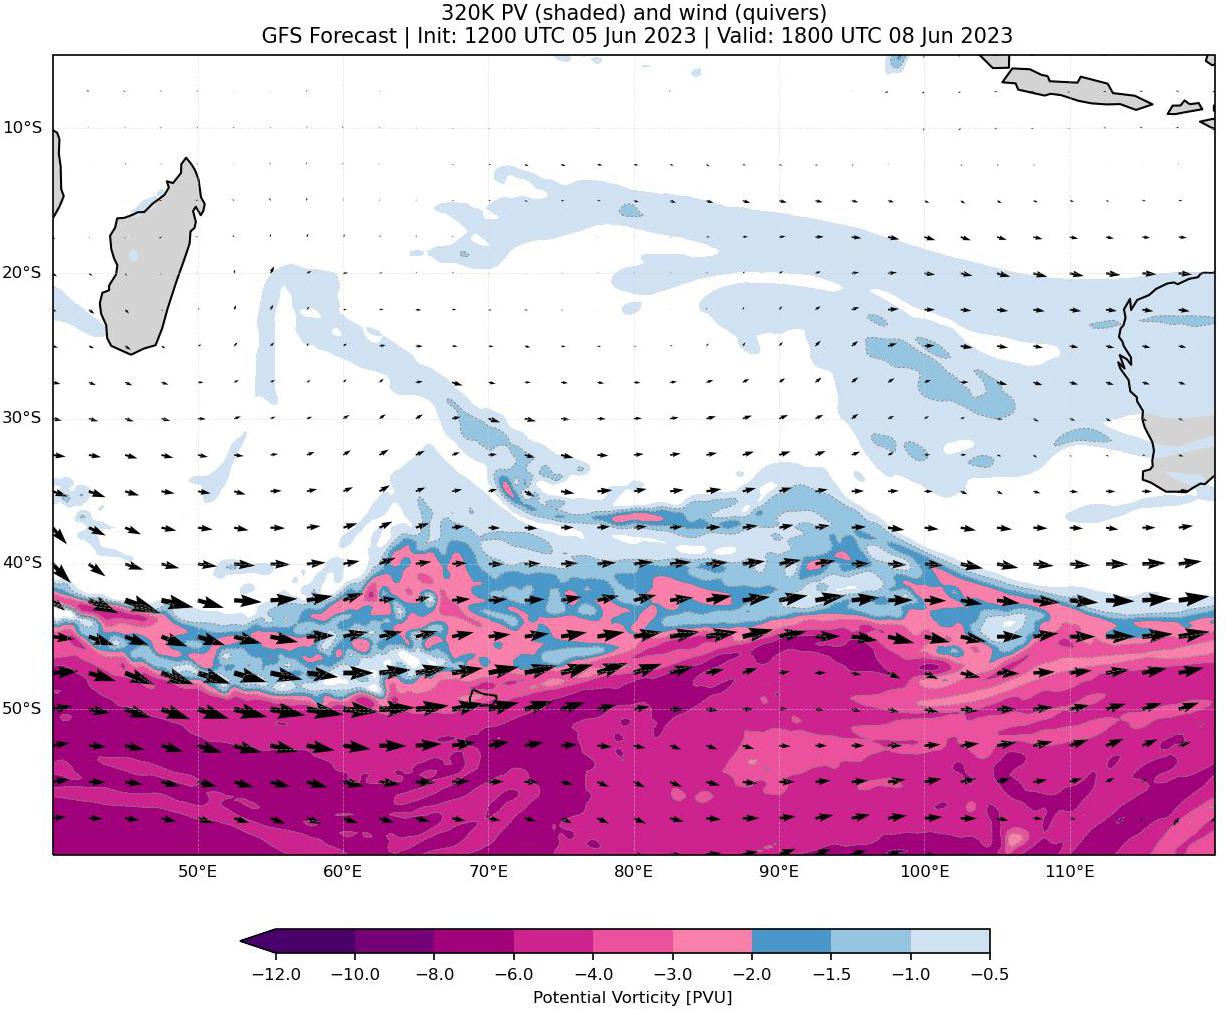 320K PV (shaded) and wind (quivers)
GFS Forecast | Init: 1200 UTC 05 Jun 2023 | Valid: 1800 UTC 08 Jun 2023
10°S
20°S
30°S
40°S
50°S
50°E 60°E 70°E 80°E 90°E 100°E 110°E
−12.0 −10.0 −8.0 −6.0 −4.0 −3.0 −2.0 −1.5 −1.0 −0.5
Potential Vorticity [PVU]